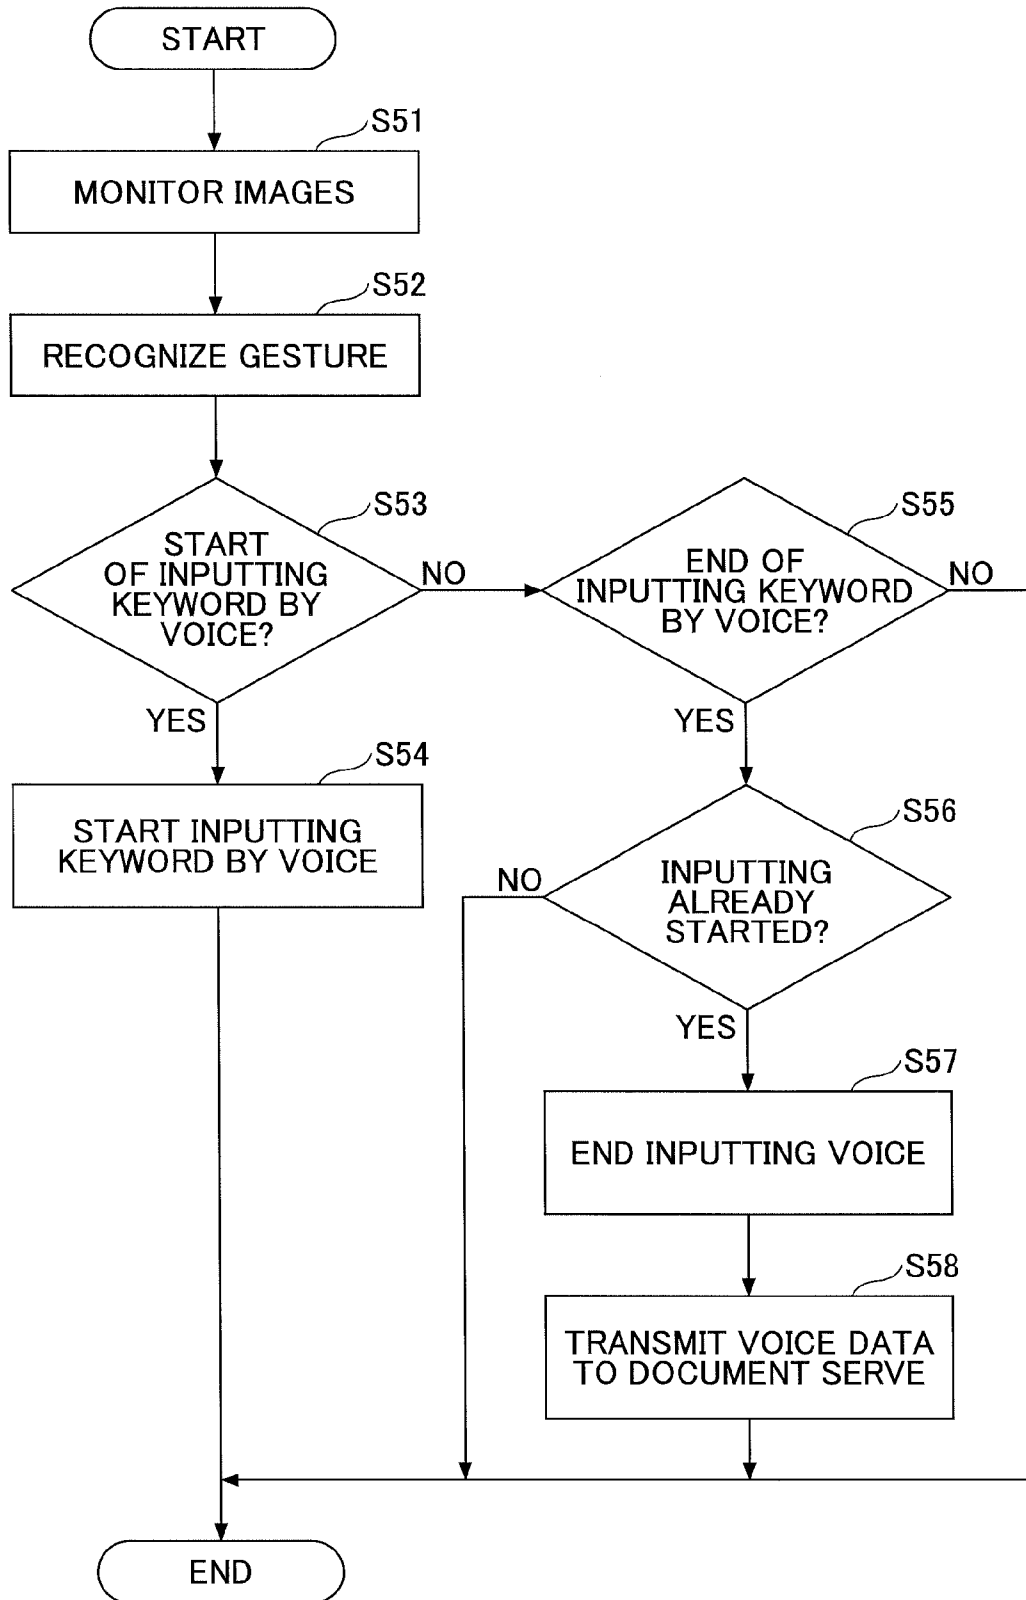 START
S51
MONITOR IMAGES
S52
RECOGNIZE GESTURE
S53
START
OF INPUTTING
KEYWORD BY
VOICE?
NO
YES
S55
END OF
INPUTTING KEYWORD
BY VOICE?
NO
YES
S54
START INPUTTING
KEYWORD BY VOICE
S56
INPUTTING
ALREADY
STARTED?
NO
YES
S57
END INPUTTING VOICE
S58
TRANSMIT VOICE DATA
TO DOCUMENT SERVE
END